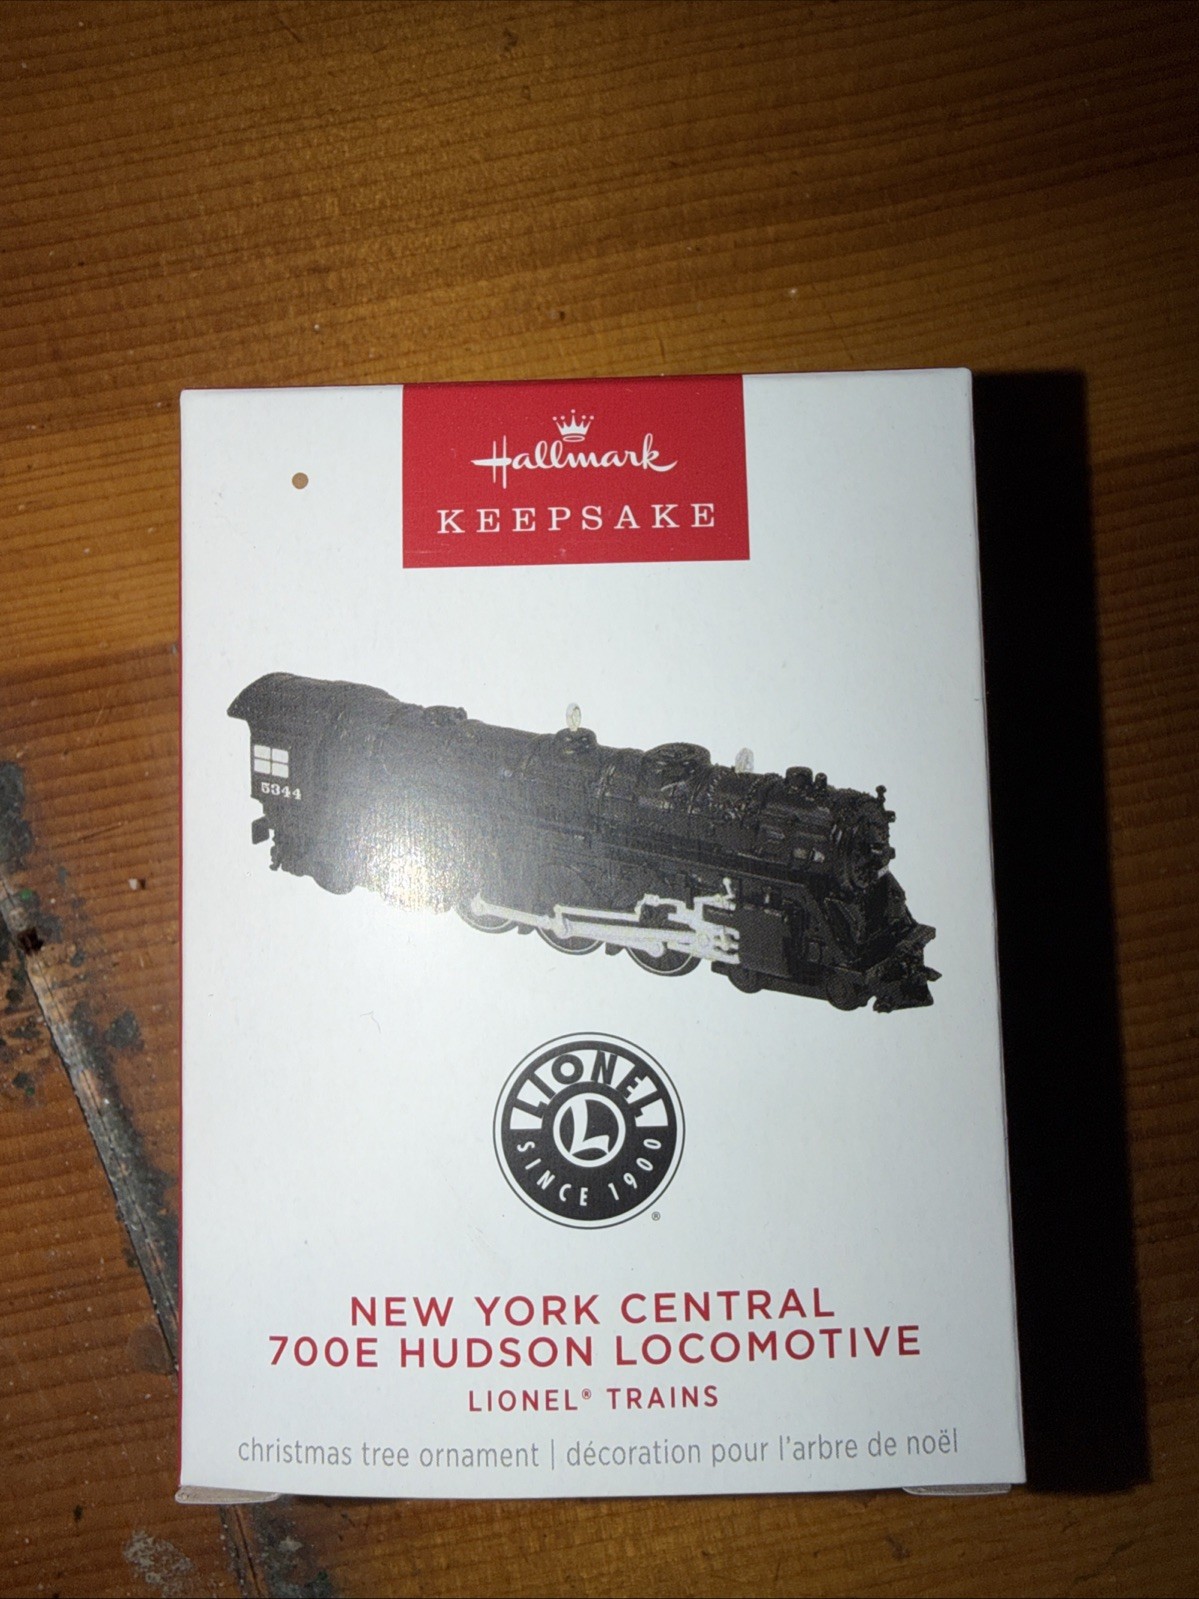 Hallmark
KEEPSAKE
5344
LIONEL
L
SINCE 1900
®
NEW YORK CENTRAL
700E HUDSON LOCOMOTIVE
LIONEL® TRAINS
christmas tree ornament | décoration pour l'arbre de noël